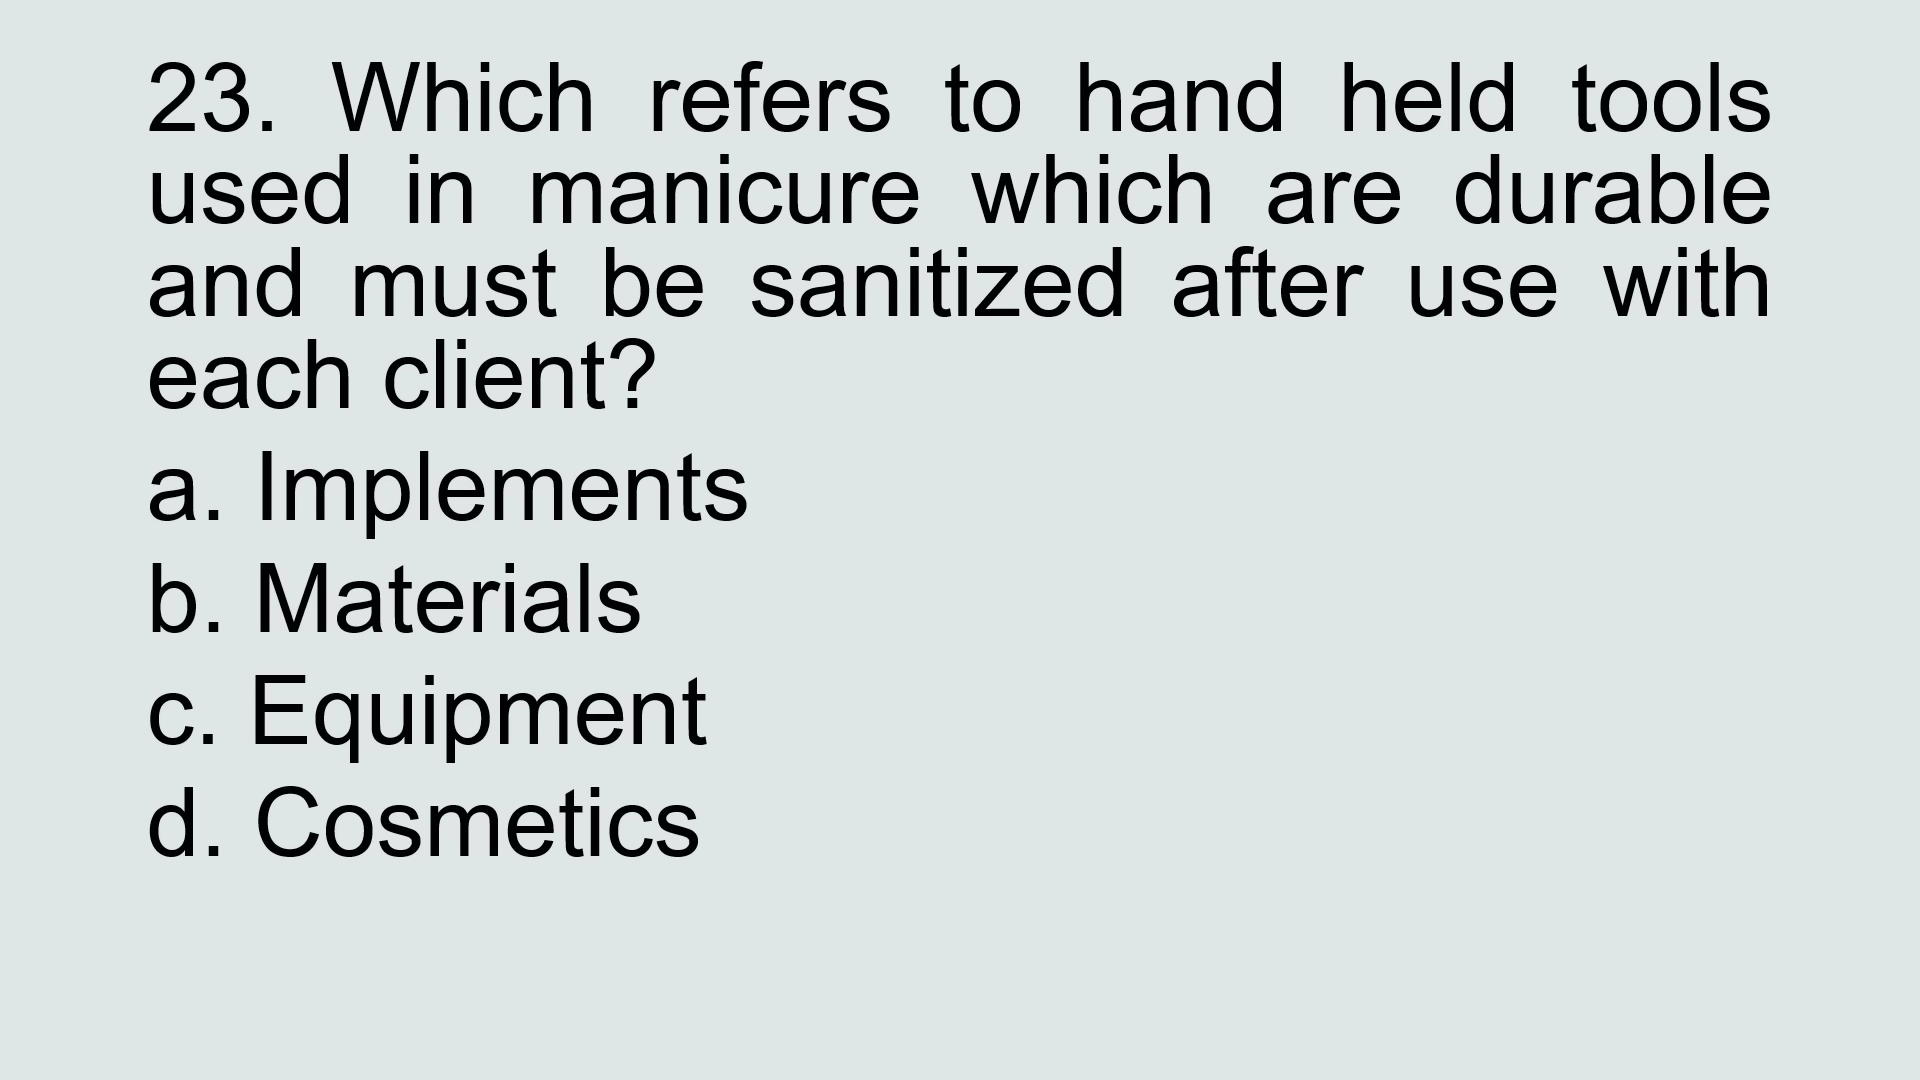 23. Which refers to hand held tools
used in manicure which are durable
and must be sanitized after use with
each client?
a. Implements
b. Materials
c. Equipment
d. Cosmetics